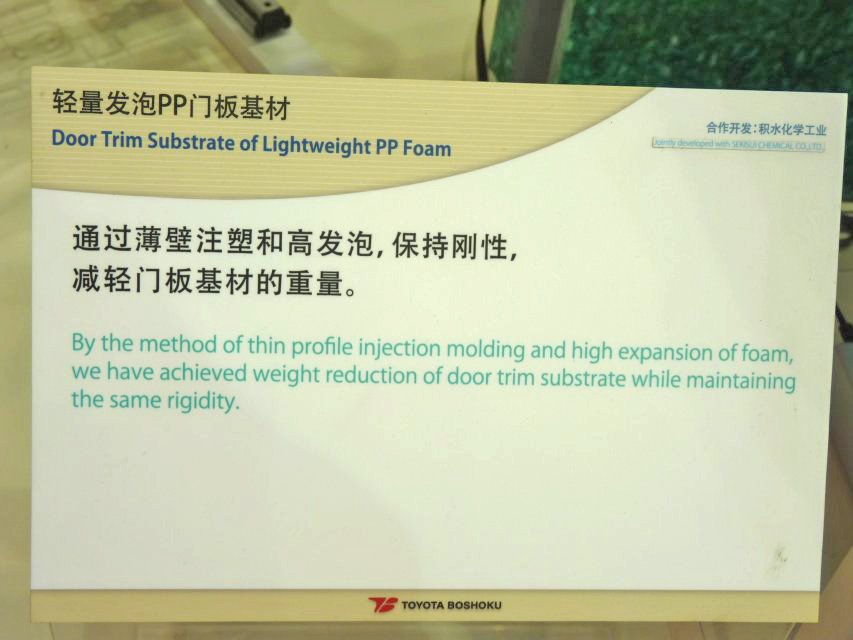 轻量发泡PP门板基材
Door Trim Substrate of Lightweight PP Foam
合作开发：积水化学工业
Jointly developed with SEKISUI CHEMICAL CO.,LTD.
通过薄壁注塑和高发泡，保持刚性，
减轻门板基材的重量。
By the method of thin profile injection molding and high expansion of foam,
we have achieved weight reduction of door trim substrate while maintaining
the same rigidity.
TOYOTA BOSHOKU